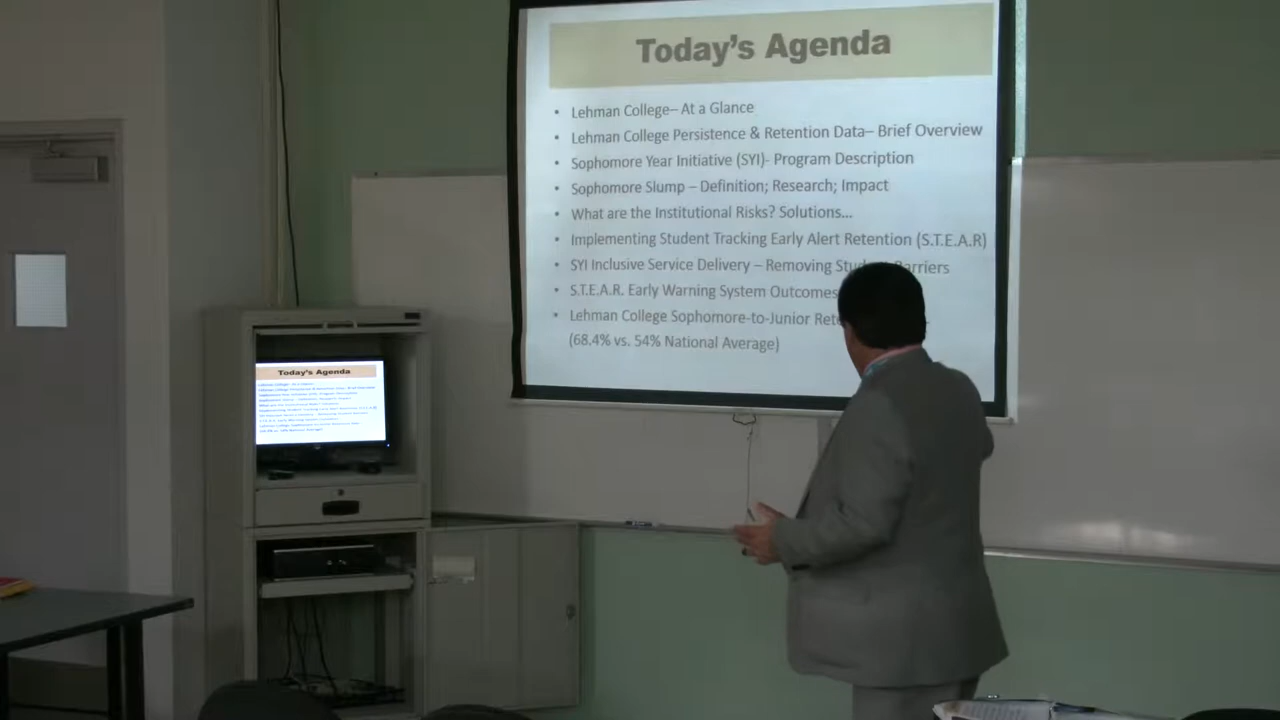 Today's Agenda
• Lehman College– At a Glance
• Lehman College Persistence & Retention Data– Brief Overview
• Sophomore Year Initiative (SYI)- Program Description
• Sophomore Slump – Definition; Research; Impact
• What are the Institutional Risks? Solutions...
• Implementing Student Tracking Early Alert Retention (S.T.E.A.R)
• SYI Inclusive Service Delivery – Removing Barriers
• S.T.E.A.R. Early Warning System Outcomes
• Lehman College Sophomore-to-Junior
(68.4% vs. 54% National Average)
Today's Agenda